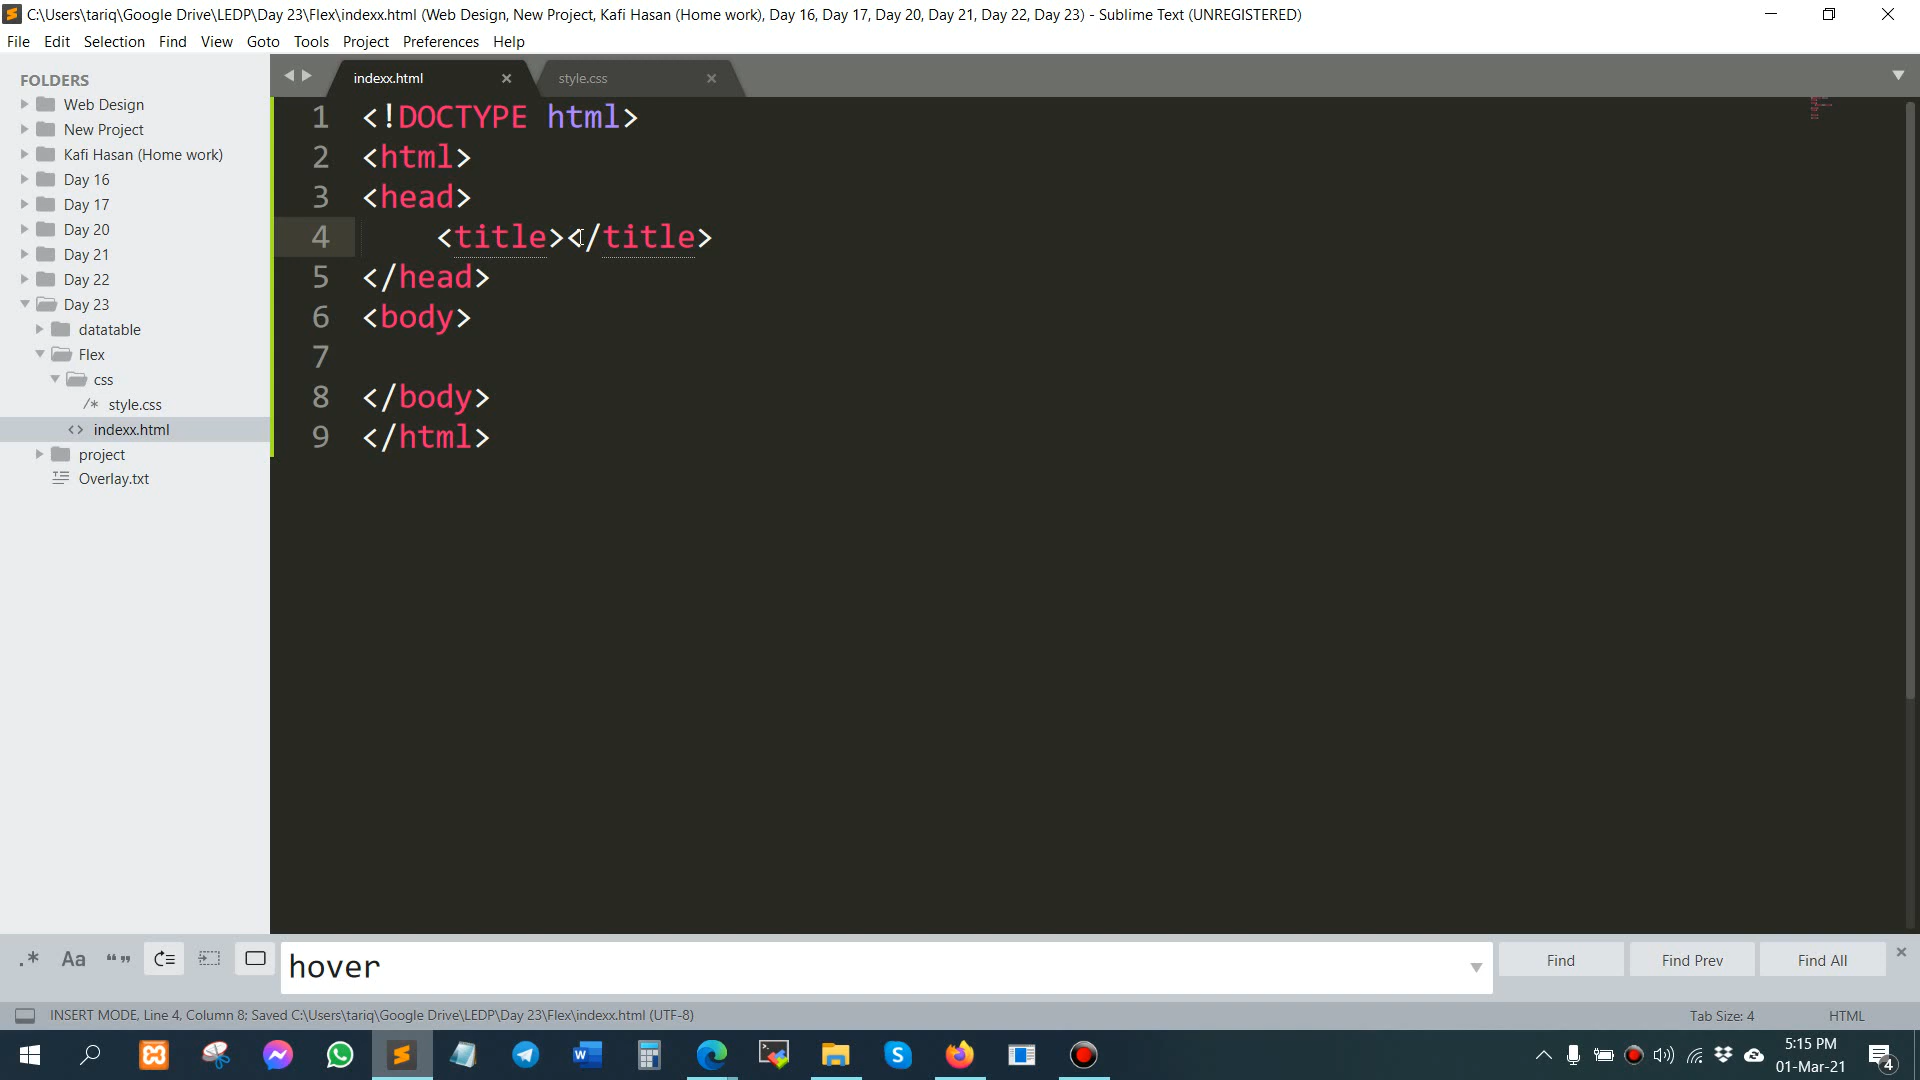 C:\Users\tariq\Google Drive\LEDP\Day 23\Flex\indexx.html (Web Design, New Project, Kafi Hasan (Home work), Day 16, Day 17, Day 20, Day 21, Day 22, Day 23) - Sublime Text (UNREGISTERED)
File Edit Selection Find View Goto Tools Project Preferences Help
FOLDERS
Web Design
New Project
Kafi Hasan (Home work)
Day 16
Day 17
Day 20
Day 21
Day 22
Day 23
datatable
Flex
css
/* style.css
<> indexx.html
project
Overlay.txt
indexx.html style.css
1 <!DOCTYPE html>
2 <html>
3 <head>
4 <title></title>
5 </head>
6 <body>
7
8 </body>
9 </html>
.* Aa “” hover Find Find Prev Find All
INSERT MODE, Line 4, Column 8; Saved C:\Users\tariq\Google Drive\LEDP\Day 23\Flex\indexx.html (UTF-8) Tab Size: 4 HTML
5:15 PM
01-Mar-21
4